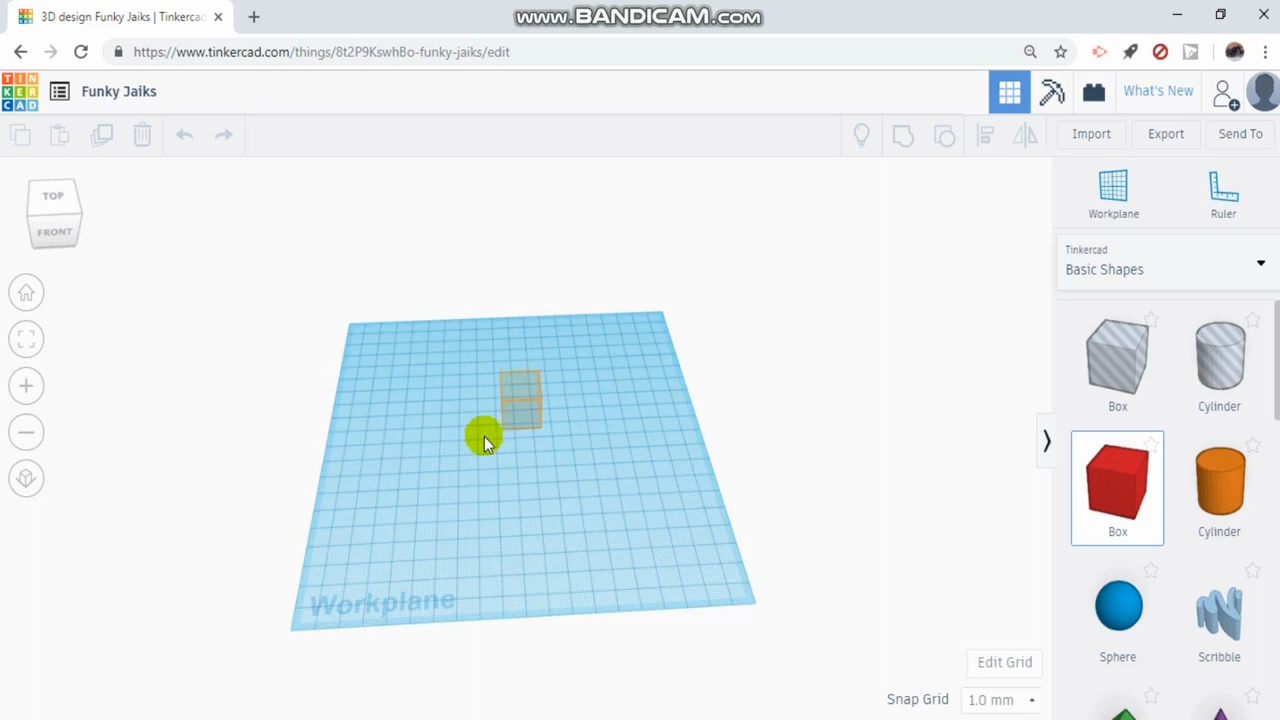 3D design Funky Jaiks | Tinkercad
www.BANDICAM.com
https://www.tinkercad.com/things/8t2P9KswhBo-funky-jaiks/edit
TIN
KER
CAD
Funky Jaiks
What's New
Import
Export
Send To
TOP
FRONT
Workplane
Ruler
Tinkercad
Basic Shapes
Box
Cylinder
Box
Cylinder
Sphere
Scribble
Workplane
Edit Grid
Snap Grid
1.0 mm